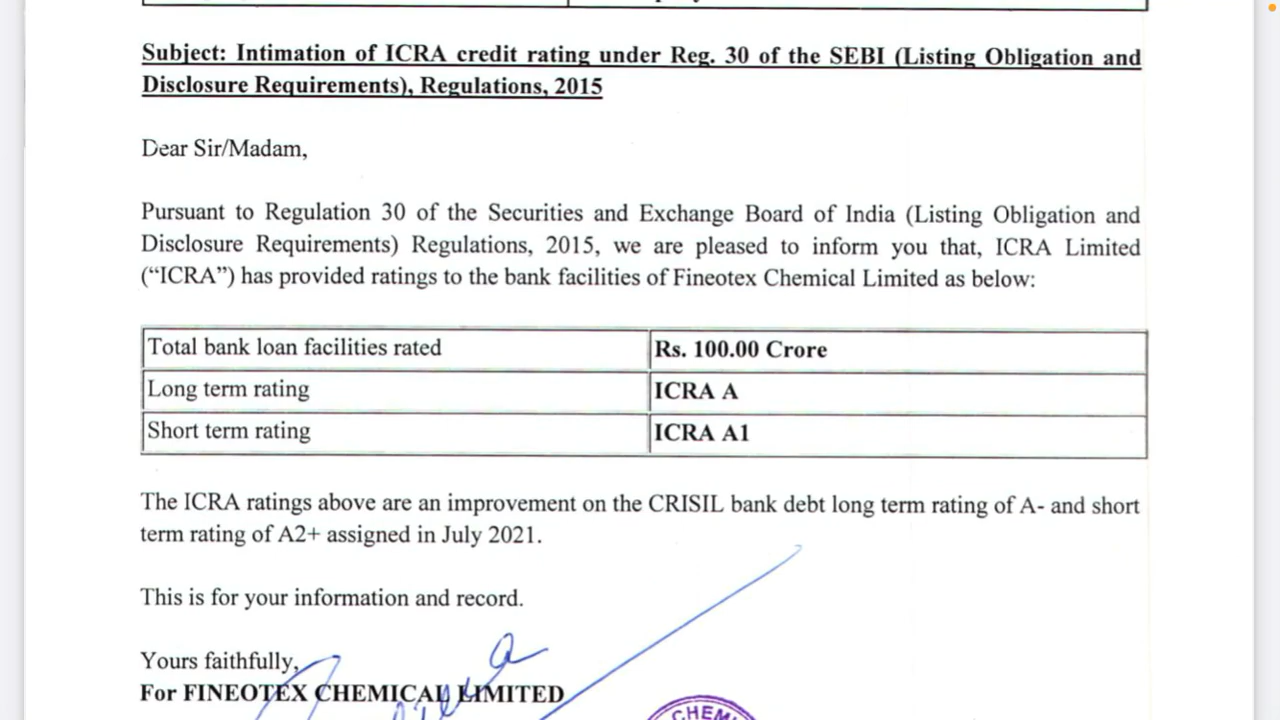 Subject: Intimation of ICRA credit rating under Reg. 30 of the SEBI (Listing Obligation and
Disclosure Requirements), Regulations, 2015
Dear Sir/Madam,
Pursuant to Regulation 30 of the Securities and Exchange Board of India (Listing Obligation and
Disclosure Requirements) Regulations, 2015, we are pleased to inform you that, ICRA Limited
(“ICRA”) has provided ratings to the bank facilities of Fineotex Chemical Limited as below:
Total bank loan facilities rated Rs. 100.00 Crore
Long term rating ICRA A
Short term rating ICRA A1
The ICRA ratings above are an improvement on the CRISIL bank debt long term rating of A- and short
term rating of A2+ assigned in July 2021.
This is for your information and record.
Yours faithfully,
For FINEOTEX CHEMICAL LIMITED